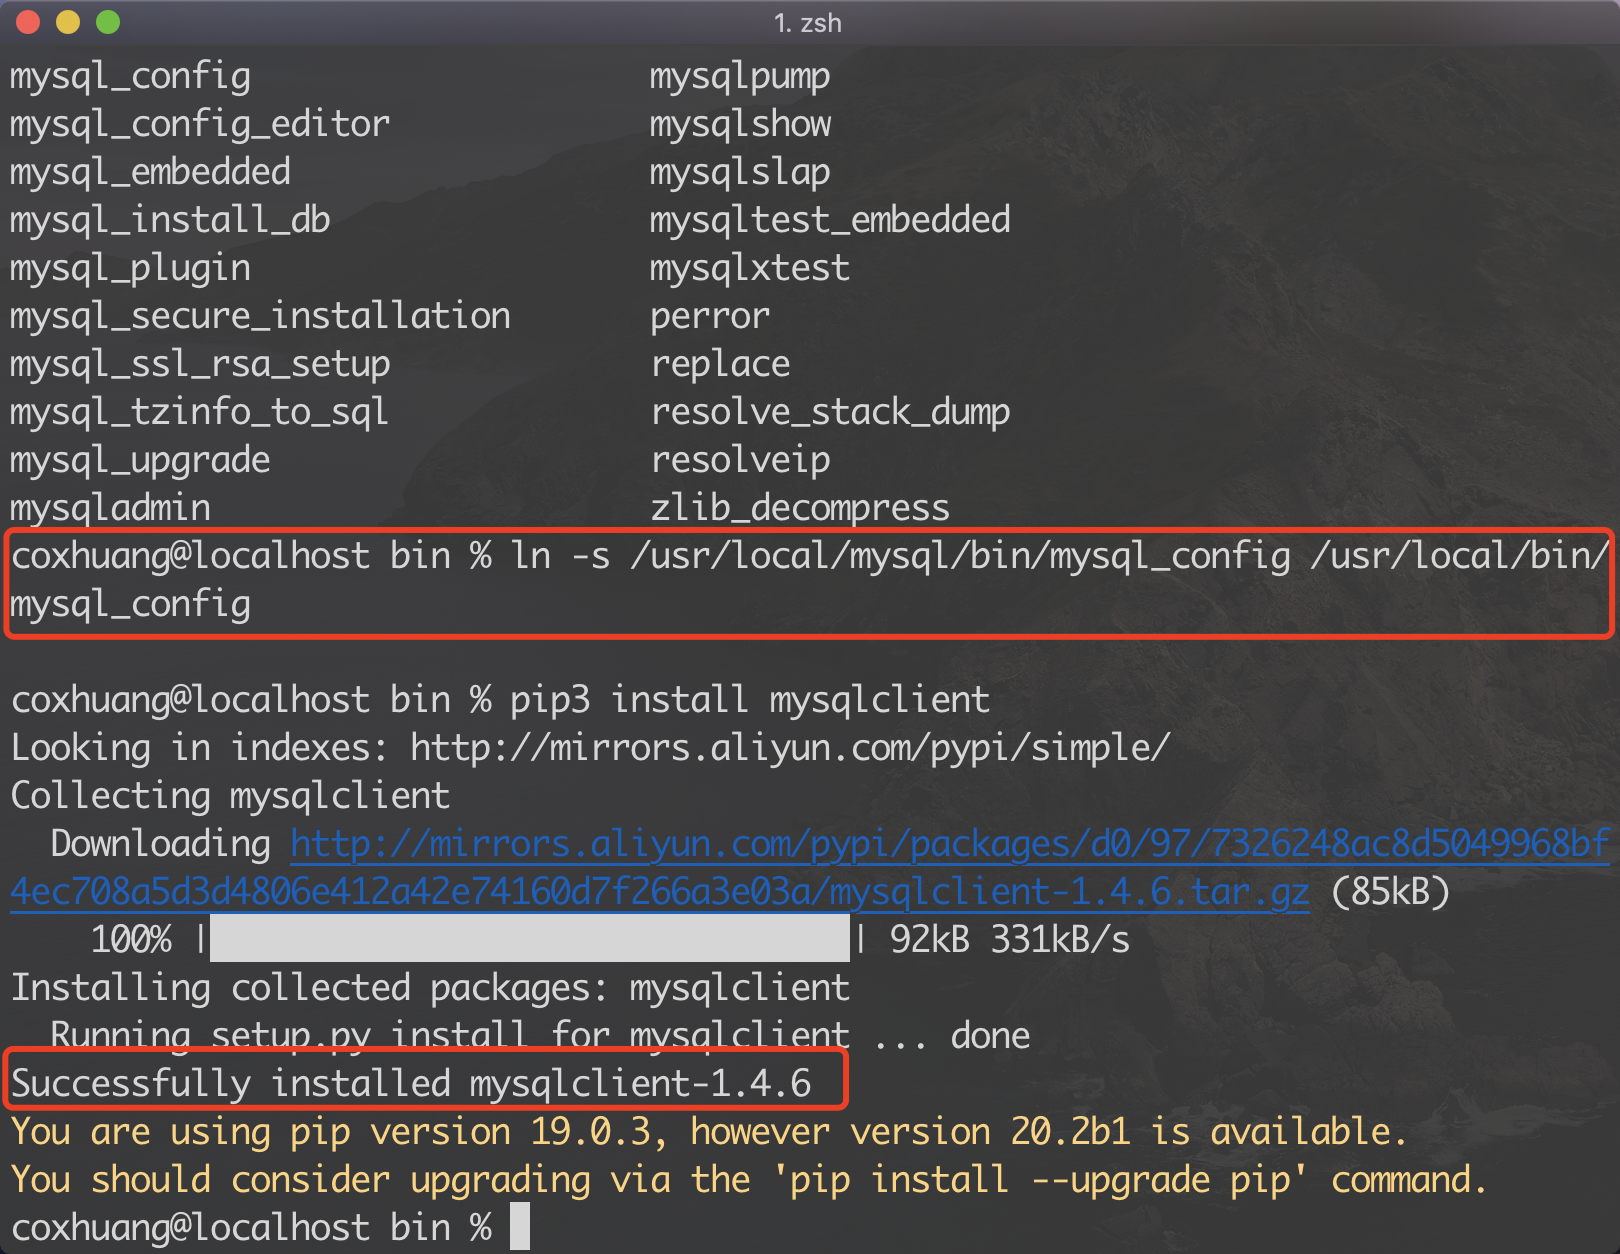 1. zsh
mysql_config mysqlpump
mysql_config_editor mysqlshow
mysql_embedded mysqlslap
mysql_install_db mysqltest_embedded
mysql_plugin mysqlxtest
mysql_secure_installation perror
mysql_ssl_rsa_setup replace
mysql_tzinfo_to_sql resolve_stack_dump
mysql_upgrade resolveip
mysqladmin zlib_decompress
coxhuang@localhost bin % ln -s /usr/local/mysql/bin/mysql_config /usr/local/bin/
mysql_config
coxhuang@localhost bin % pip3 install mysqlclient
Looking in indexes: http://mirrors.aliyun.com/pypi/simple/
Collecting mysqlclient
Downloading http://mirrors.aliyun.com/pypi/packages/d0/97/7326248ac8d5049968bf
4ec708a5d3d4806e412a42e74160d7f266a3e03a/mysqlclient-1.4.6.tar.gz (85kB)
100% | | 92kB 331kB/s
Installing collected packages: mysqlclient
Running setup.py install for mysqlclient ... done
Successfully installed mysqlclient-1.4.6
You are using pip version 19.0.3, however version 20.2b1 is available.
You should consider upgrading via the 'pip install --upgrade pip' command.
coxhuang@localhost bin %